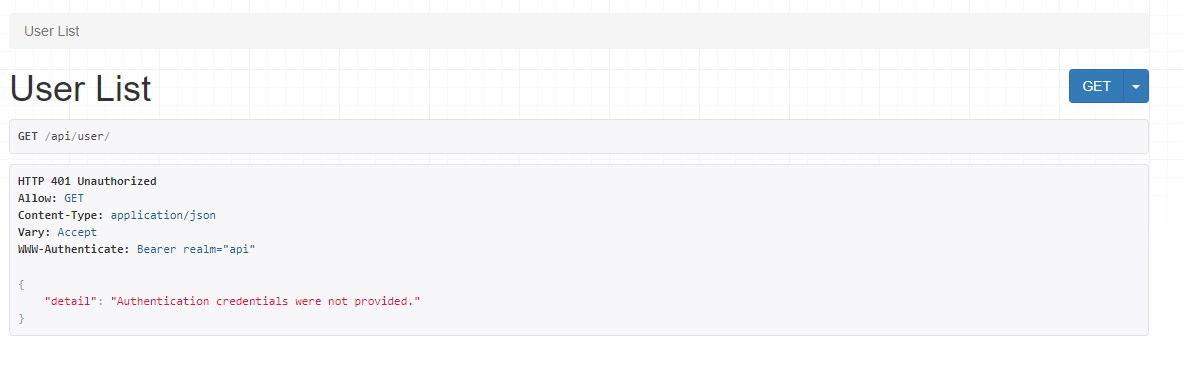 User List
User List
GET
GET /api/user/
HTTP 401 Unauthorized
Allow: GET
Content-Type: application/json
Vary: Accept
WWW-Authenticate: Bearer realm="api"
{
    "detail": "Authentication credentials were not provided."
}